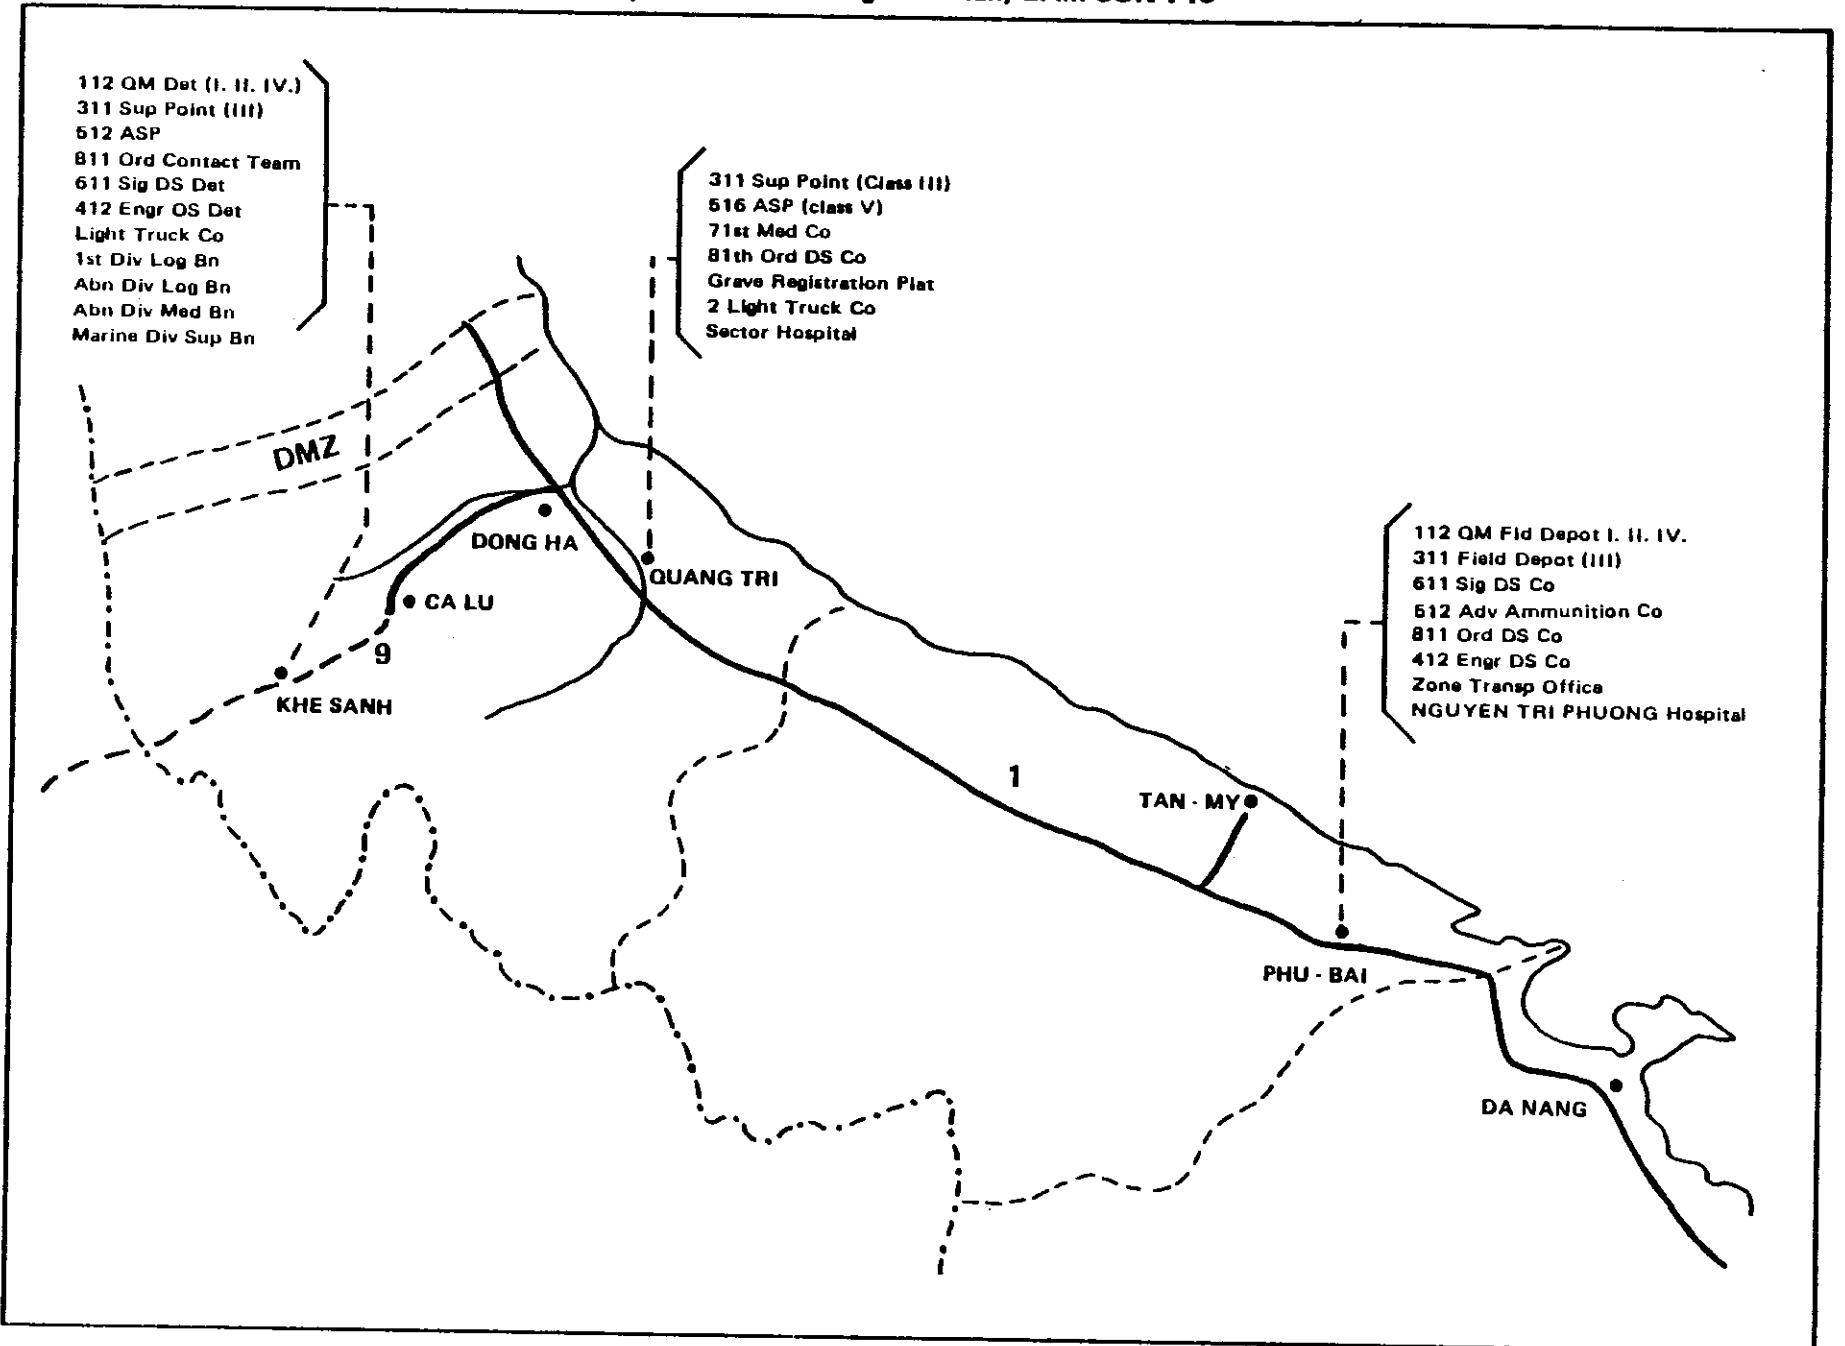 LAM SON 719
112 QM Det (I. II. IV.)
311 Sup Point (III)
512 ASP
811 Ord Contact Team
611 Sig DS Det
412 Engr OS Det
Light Truck Co
1st Div Log Bn
Abn Div Log Bn
Abn Div Med Bn
Marine Div Sup Bn
311 Sup Point (Class III)
516 ASP (class V)
71st Med Co
81th Ord DS Co
Grave Registration Plat
2 Light Truck Co
Sector Hospital
DMZ
DONG HA
QUANG TRI
CA LU
9
KHE SANH
112 QM Fld Depot I. II. IV.
311 Field Depot (III)
611 Sig DS Co
512 Adv Ammunition Co
811 Ord DS Co
412 Engr DS Co
Zone Transp Office
NGUYEN TRI PHUONG Hospital
1
TAN - MY
PHU - BAI
DA NANG